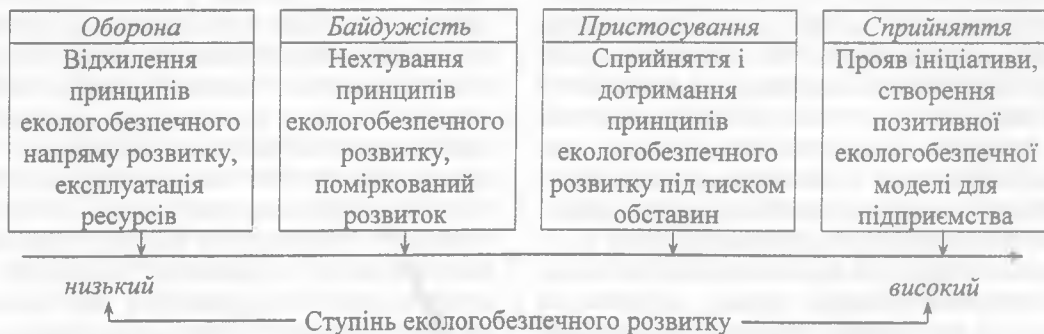 Оборона
Відхилення
принципів
екологобезпечного
напряму розвитку,
експлуатація
ресурсів
Байдужість
Нехтування
принципів
екологобезпечного
розвитку,
поміркований
розвиток
Пристосування
Сприйняття і
дотримання
принципів
екологобезпечного
розвитку під тиском
обставин
Сприйняття
Прояв ініціативи,
створення
позитивної
екологобезпечної
моделі для
підприємства
низький
високий
Ступінь екологобезпечного розвитку